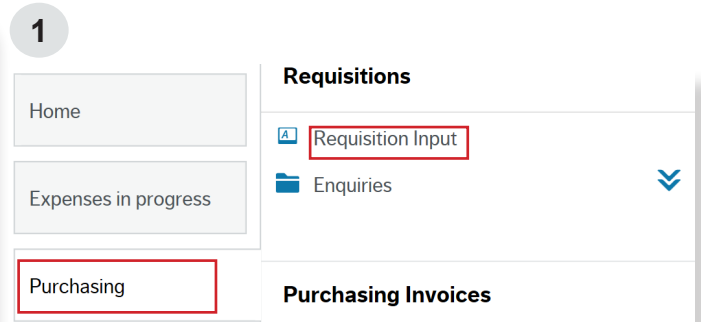 1
Requisitions
Home
A
Requisition Input
Expenses in progress
Enquiries
Purchasing
Purchasing Invoices